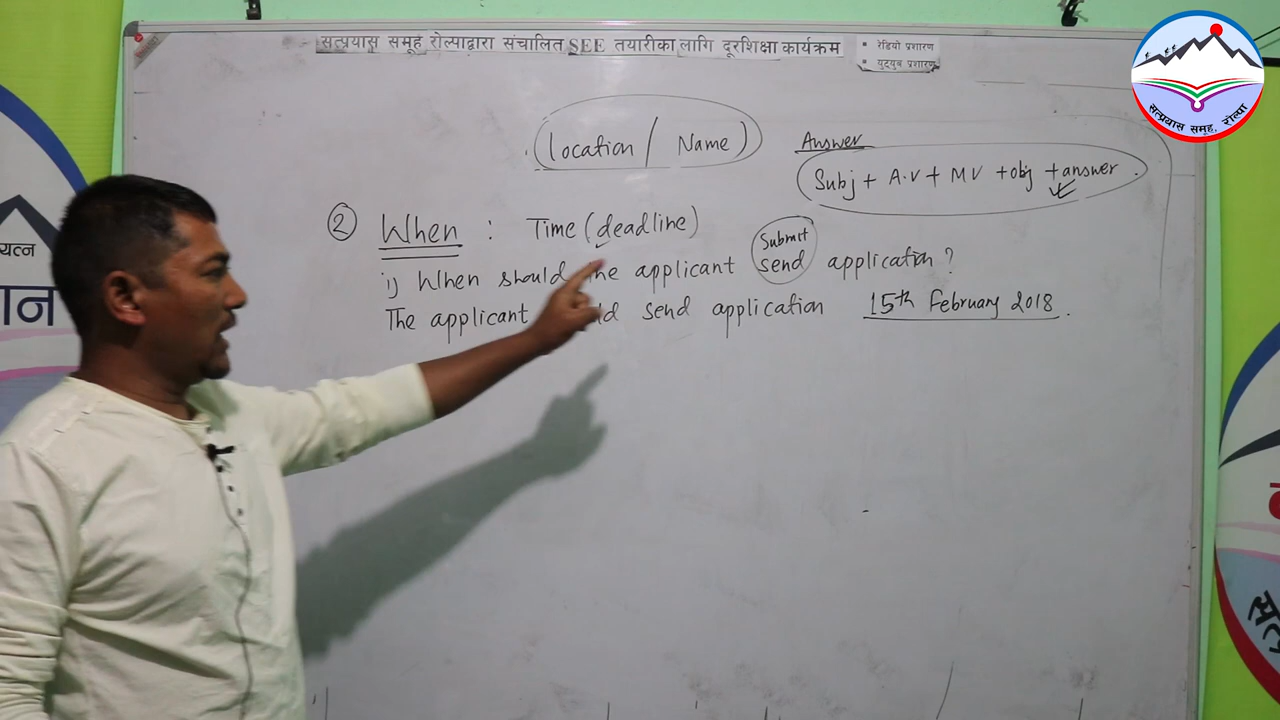 सत्प्रयास समूह रोल्पाद्वारा संचालित SEE तयारीका लागि दूरशिक्षा कार्यक्रम
• रेडियो प्रशारण
• युट्युब प्रशारण
सत्प्रयास समूह, रोल्पा
(Location / Name)
Answer
Subj + A.V + MV + obj + answer.
② When : Time (deadline)
Submit
i) When should the applicant send application?
The applicant send application 15th February 2018.
यत्न